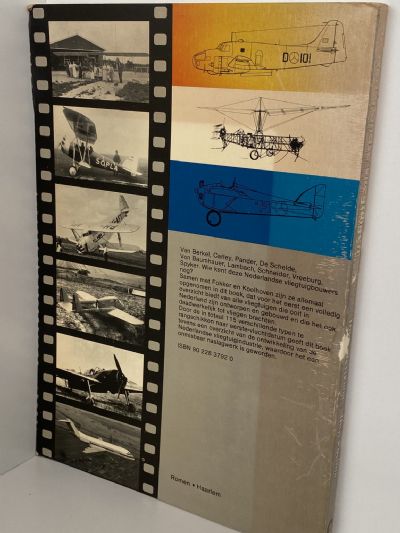 D 101
Van Berkel, Carley, Pander, De Schelde,
Von Baumhauer, Lambach, Schneider, Vreeburg,
Spyker. Wie kent deze Nederlandse vliegtuigbouwers
nog?
Samen met Fokker en Koolhoven zijn ze allemaal
opgenomen in dit boek, dat voor het eerst een volledig
overzicht biedt van alle vliegtuigen die ooit in
Nederland zijn ontworpen en gebouwd en die het ook
daadwerkelijk tot vliegen brachten.
Door de in totaal 115 verschillende typen te
rangschikken naar eerste-vluchtdatum geeft dit boek
tevens een overzicht van de ontwikkeling van de
Nederlandse vliegtuigindustrie, waardoor het een
onmisbaar naslagwerk is geworden.
ISBN 90 228 3792 0
Romen • Haarlem